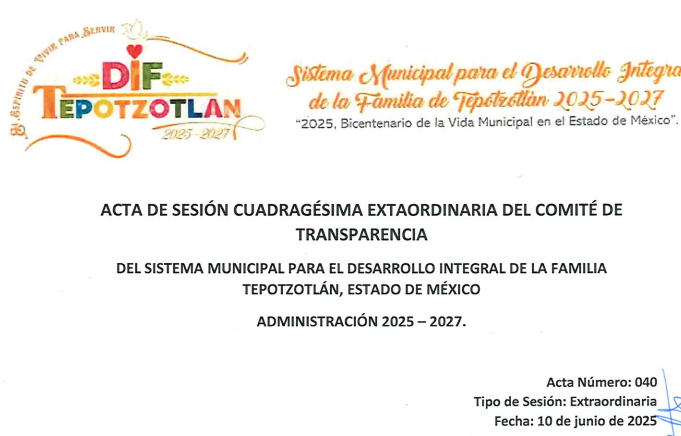 El Espíritu de Vivir para Servir
DIF
TEPOTZOTLAN
2025-2027
Sistema Municipal para el Desarrollo Integra
de la Familia de Tepotzotlán 2025-2027
"2025, Bicentenario de la Vida Municipal en el Estado de México".
ACTA DE SESIÓN CUADRAGÉSIMA EXTAORDINARIA DEL COMITÉ DE
TRANSPARENCIA
DEL SISTEMA MUNICIPAL PARA EL DESARROLLO INTEGRAL DE LA FAMILIA
TEPOTZOTLÁN, ESTADO DE MÉXICO
ADMINISTRACIÓN 2025 – 2027.
Acta Número: 040
Tipo de Sesión: Extraordinaria
Fecha: 10 de junio de 2025